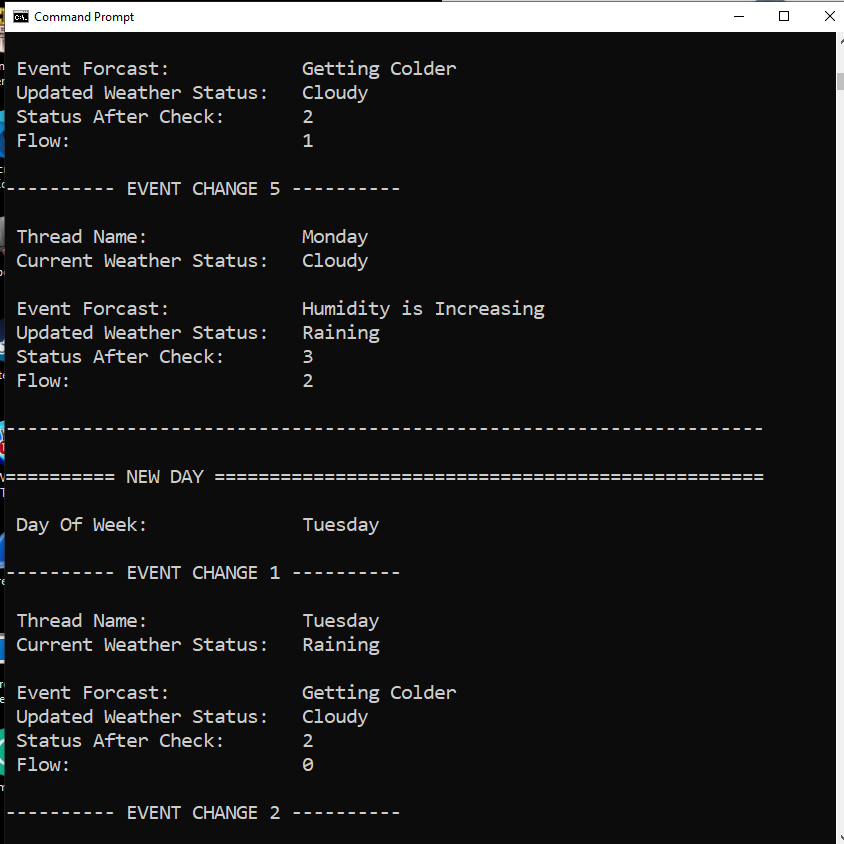 Command Prompt
Event Forcast: Getting Colder
Updated Weather Status: Cloudy
Status After Check: 2
Flow: 1
---------- EVENT CHANGE 5 ----------
Thread Name: Monday
Current Weather Status: Cloudy
Event Forcast: Humidity is Increasing
Updated Weather Status: Raining
Status After Check: 3
Flow: 2
---------------------------------------------------------------------
========== NEW DAY ==================================================
Day Of Week: Tuesday
---------- EVENT CHANGE 1 ----------
Thread Name: Tuesday
Current Weather Status: Raining
Event Forcast: Getting Colder
Updated Weather Status: Cloudy
Status After Check: 2
Flow: 0
---------- EVENT CHANGE 2 ----------